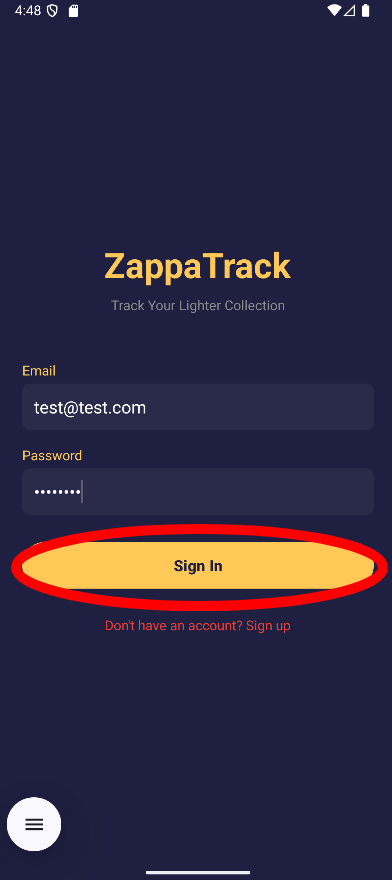 4:48
ZappaTrack
Track Your Lighter Collection
Email
test@test.com
Password
••••••••
Sign In
Don't have an account? Sign up